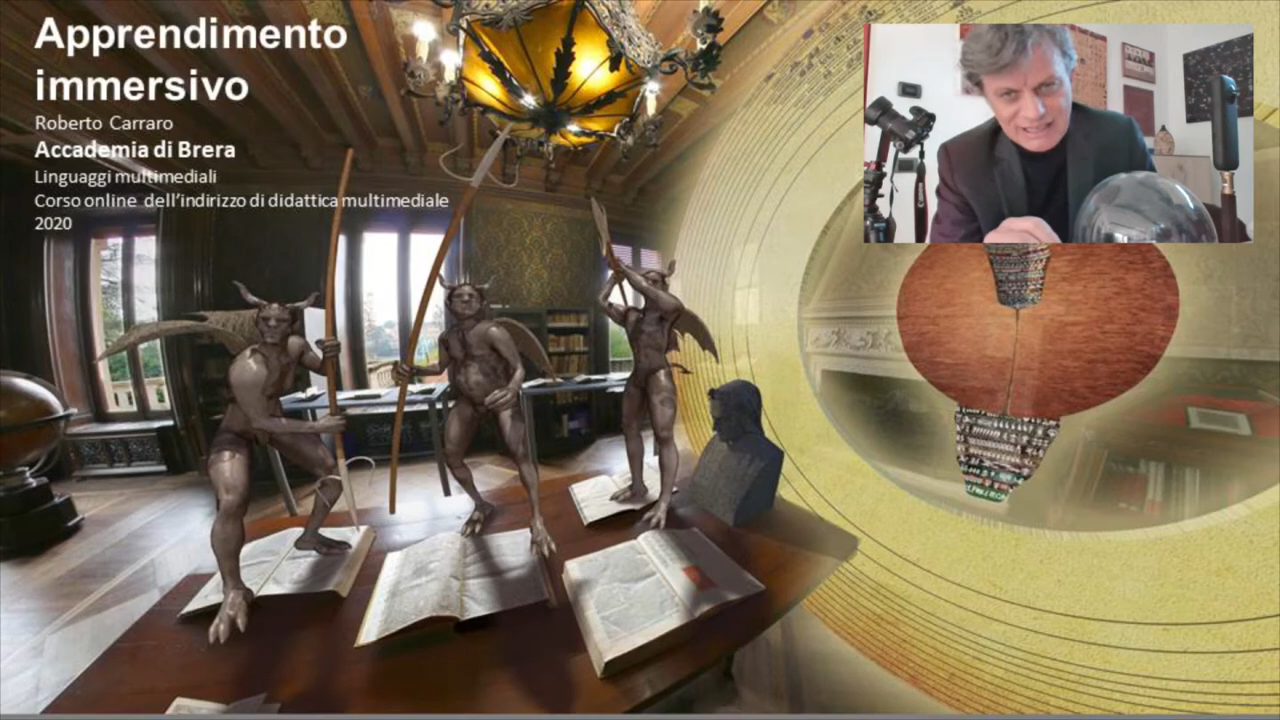 Apprendimento
immersivo
Roberto Carraro
Accademia di Brera
Linguaggi multimediali
Corso online dell'indirizzo di didattica multimediale
2020